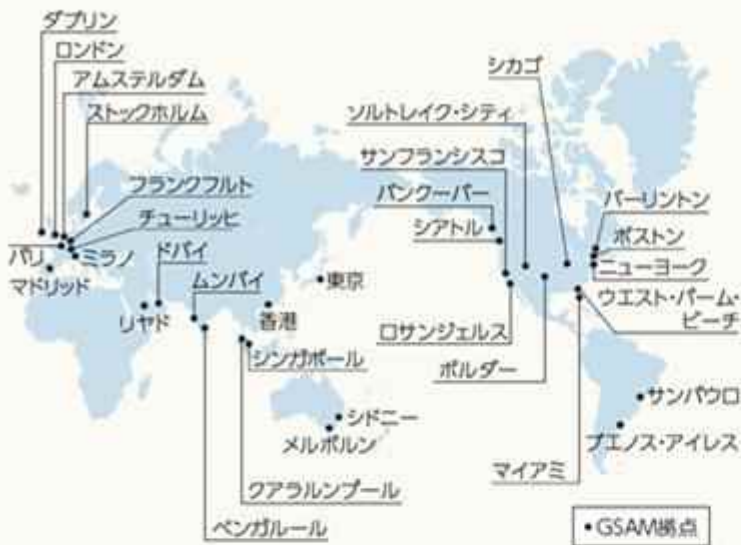 ダブリン
ロンドン
アムステルダム
ストックホルム
フランクフルト
チューリッヒ
パリ
ミラノ
マドリッド
ドバイ
リヤド
ムンバイ
東京
香港
シンガポール
シドニー
メルボルン
クアラルンプール
ベンガルール
シカゴ
ソルトレイク・シティ
サンフランシスコ
バンクーバー
シアトル
バーリントン
ボストン
ニューヨーク
ウエスト・パーム・
ビーチ
ロサンジェルス
ボルダー
サンパウロ
ブエノス・アイレス
マイアミ
•GSAM拠点